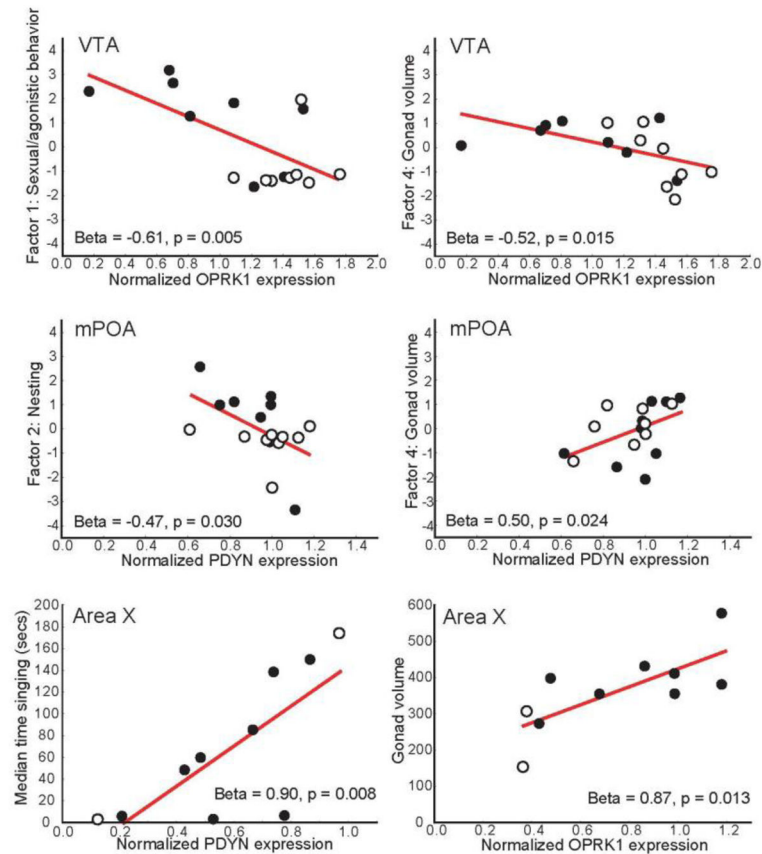 VTA
Factor 1: Sexual/agonistic behavior
4
3
2
1
0
-1
-2
-3
-4
Beta = -0.61, p = 0.005
0.0 0.2 0.4 0.6 0.8 1.0 1.2 1.4 1.6 1.8 2.0
Normalized OPRK1 expression
VTA
Factor 4: Gonad volume
4
3
2
1
0
-1
-2
-3
-4
Beta = -0.52, p = 0.015
0.0 0.2 0.4 0.6 0.8 1.0 1.2 1.4 1.6 1.8 2.0
Normalized OPRK1 expression
mPOA
Factor 2: Nesting
4
3
2
1
0
-1
-2
-3
-4
Beta = -0.47, p = 0.030
0.0 0.2 0.4 0.6 0.8 1.0 1.2 1.4
Normalized PDYN expression
mPOA
Factor 4: Gonad volume
4
3
2
1
0
-1
-2
-3
-4
Beta = 0.50, p = 0.024
0.0 0.2 0.4 0.6 0.8 1.0 1.2 1.4
Normalized PDYN expression
Area X
Median time singing (secs)
200
180
160
140
120
100
80
60
40
20
0
Beta = 0.90, p = 0.008
0.0 0.2 0.4 0.6 0.8 1.0
Normalized PDYN expression
Area X
Gonad volume
600
500
400
300
200
100
0
Beta = 0.87, p = 0.013
0.0 0.2 0.4 0.6 0.8 1.0 1.2
Normalized OPRK1 expression